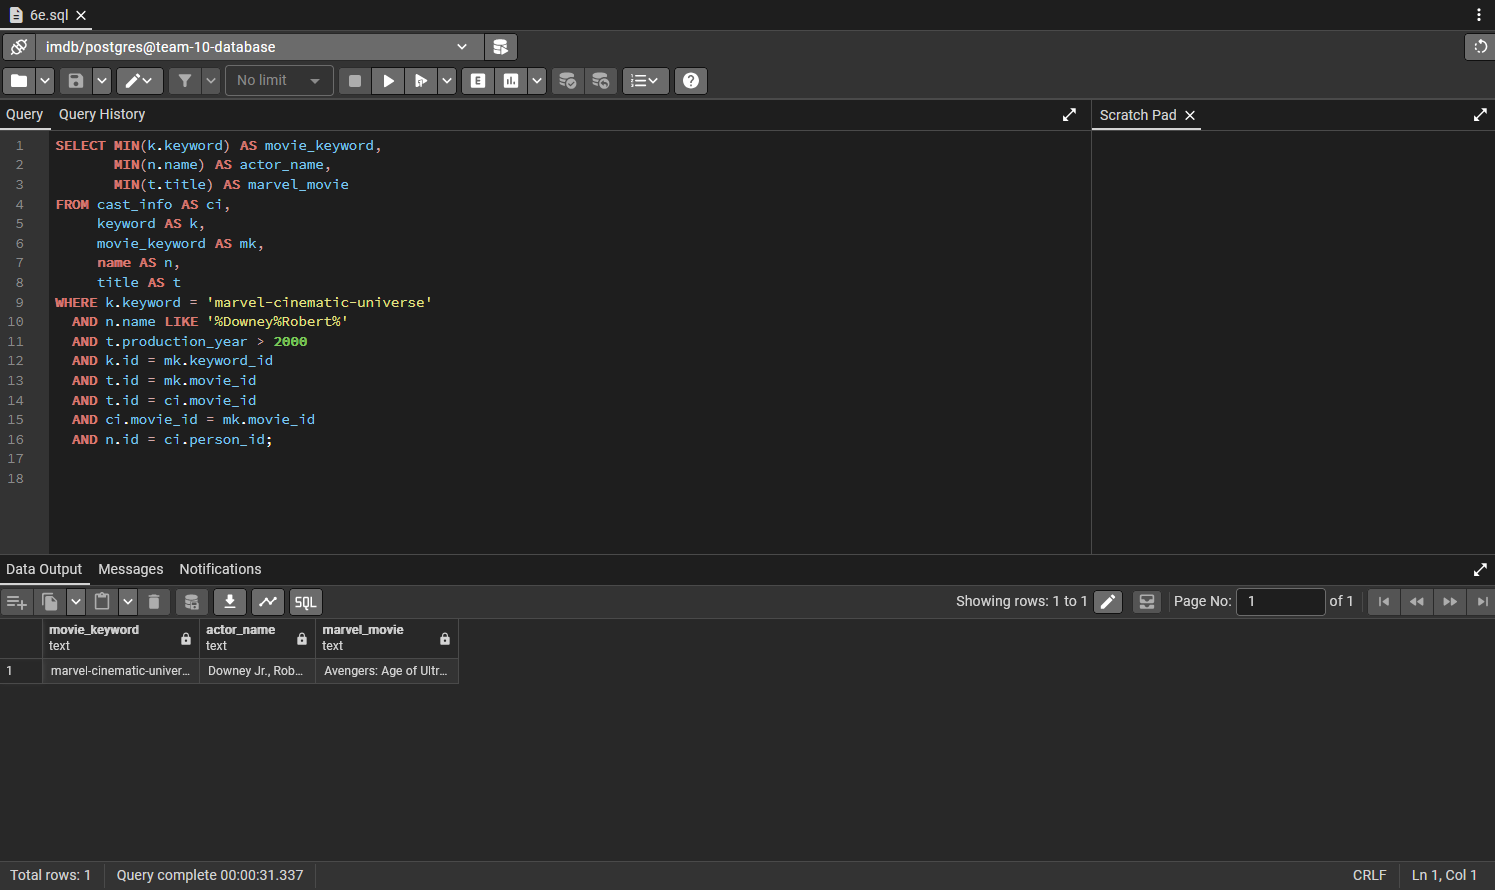 6e.sql
imdb/postgres@team-10-database
No limit
E
Query Query History
Scratch Pad
1 SELECT MIN(k.keyword) AS movie_keyword,
2 MIN(n.name) AS actor_name,
3 MIN(t.title) AS marvel_movie
4 FROM cast_info AS ci,
5 keyword AS k,
6 movie_keyword AS mk,
7 name AS n,
8 title AS t
9 WHERE k.keyword = 'marvel-cinematic-universe'
10 AND n.name LIKE '%Downey%Robert%'
11 AND t.production_year > 2000
12 AND k.id = mk.keyword_id
13 AND t.id = mk.movie_id
14 AND t.id = ci.movie_id
15 AND ci.movie_id = mk.movie_id
16 AND n.id = ci.person_id;
17
18
Data Output Messages Notifications
SQL
Showing rows: 1 to 1 Page No: 1 of 1
movie_keyword actor_name marvel_movie
text text text
1 marvel-cinematic-univer... Downey Jr., Rob... Avengers: Age of Ultr...
Total rows: 1 Query complete 00:00:31.337 CRLF Ln 1, Col 1